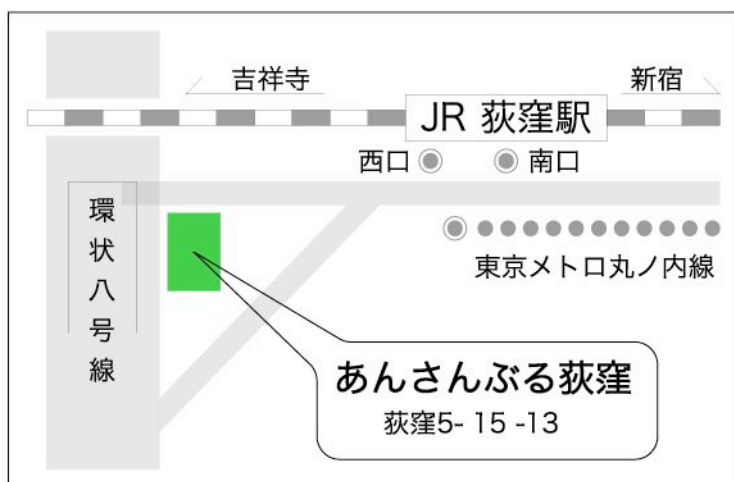 吉祥寺
新宿
JR 荻窪駅
西口
南口
環状八号線
東京メトロ丸ノ内線
あんさんぶる荻窪
荻窪5- 15 -13